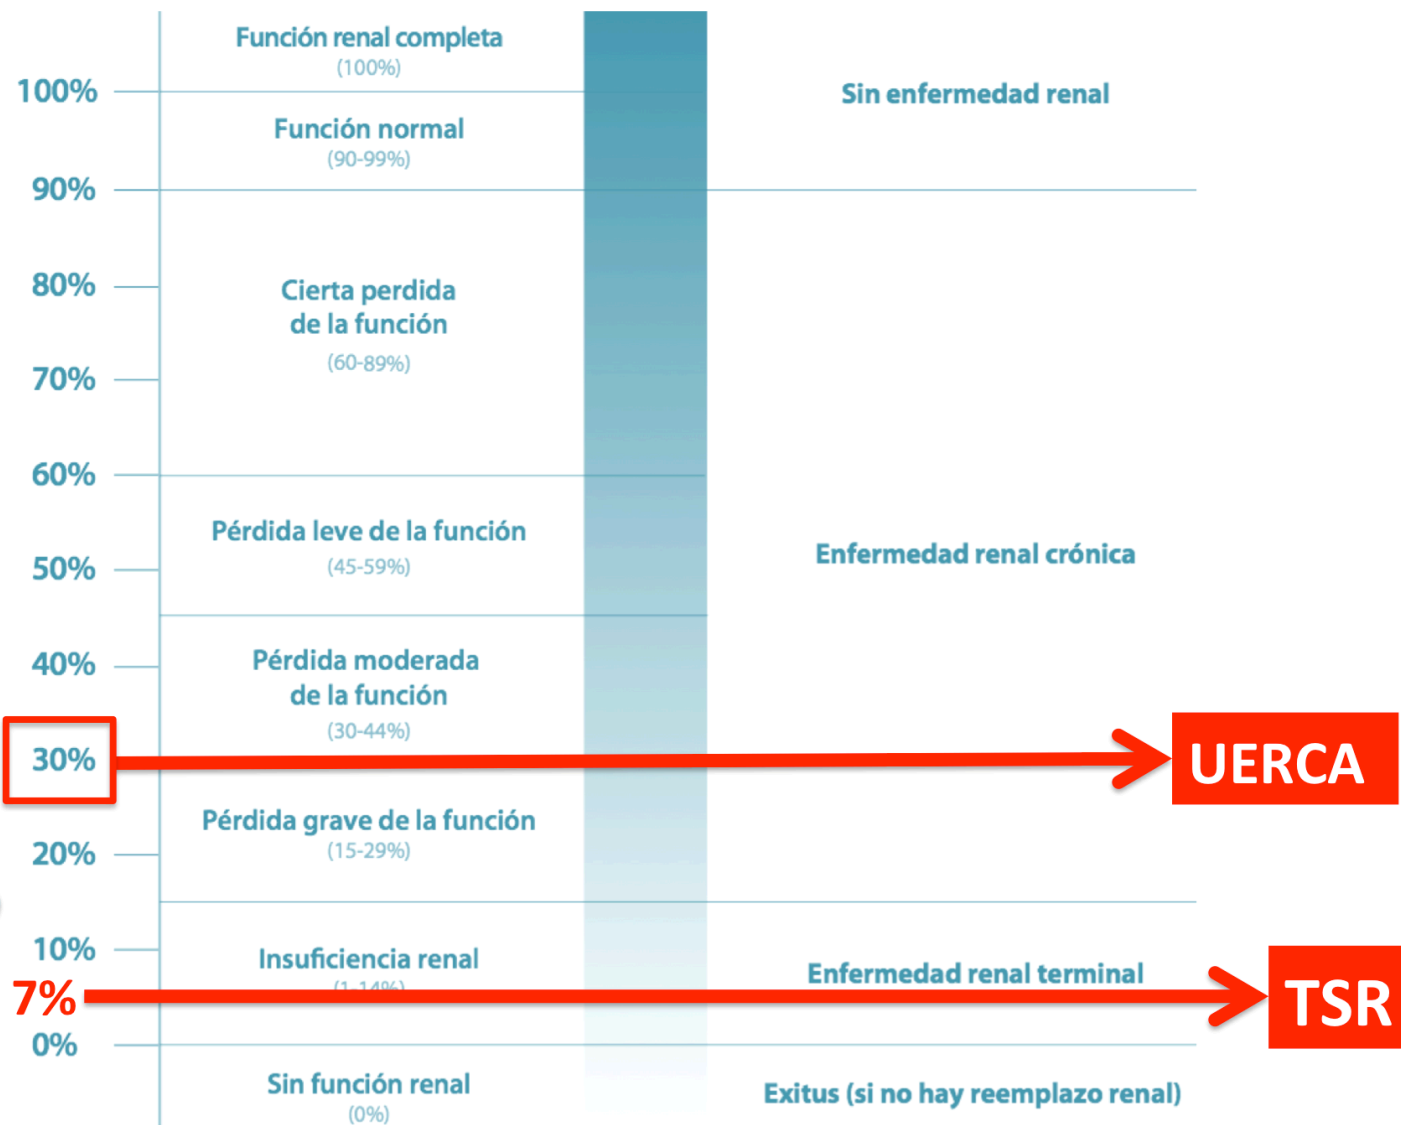 Función renal completa
(100%)
100%
Sin enfermedad renal
Función normal
(90-99%)
90%
80%
Cierta perdida
de la función
(60-89%)
70%
60%
Pérdida leve de la función
(45-59%)
50%
Enfermedad renal crónica
40%
Pérdida moderada
de la función
(30-44%)
30%
UERCA
Pérdida grave de la función
(15-29%)
20%
10%
Insuficiencia renal
(1-14%)
Enfermedad renal terminal
7%
TSR
0%
Sin función renal
(0%)
Exitus (si no hay reemplazo renal)